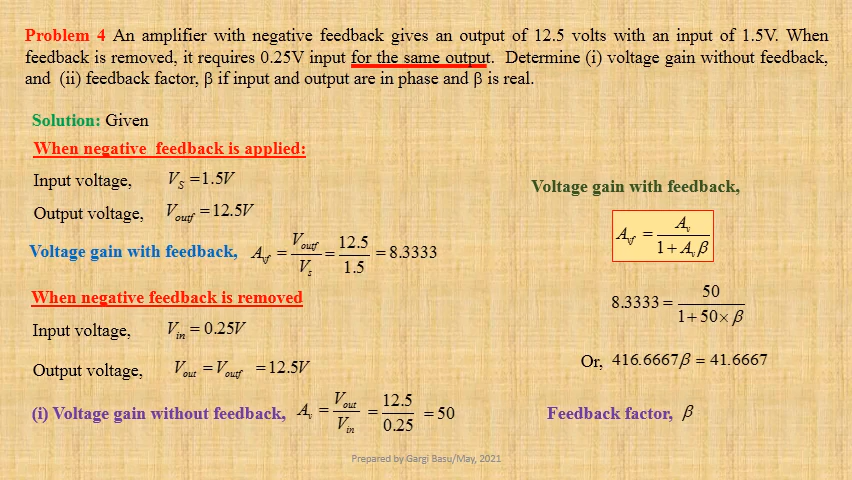 Problem 4 An amplifier with negative feedback gives an output of 12.5 volts with an input of 1.5V. When
feedback is removed, it requires 0.25V input for the same output. Determine (i) voltage gain without feedback,
and (ii) feedback factor, β if input and output are in phase and β is real.
Solution: Given
When negative feedback is applied:
Input voltage, V_S = 1.5V
Output voltage, V_outf = 12.5V
Voltage gain with feedback, A_vf = V_outf / V_s = 12.5 / 1.5 = 8.3333
When negative feedback is removed
Input voltage, V_in = 0.25V
Output voltage, V_out = V_outf = 12.5V
(i) Voltage gain without feedback, A_v = V_out / V_in = 12.5 / 0.25 = 50
Voltage gain with feedback,
A_vf = A_v / (1 + A_v β)
8.3333 = 50 / (1 + 50 × β)
Or, 416.6667β = 41.6667
Feedback factor, β
Prepared by Gargi Basu/May, 2021